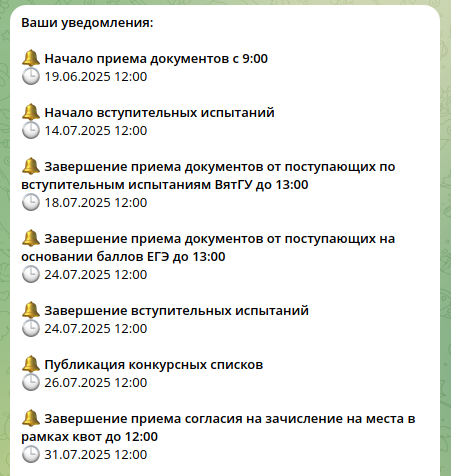 Ваши уведомления:
🔔 Начало приема документов с 9:00
🕒 19.06.2025 12:00
🔔 Начало вступительных испытаний
🕒 14.07.2025 12:00
🔔 Завершение приема документов от поступающих по
вступительным испытаниям ВятГУ до 13:00
🕒 18.07.2025 12:00
🔔 Завершение приема документов от поступающих на
основании баллов ЕГЭ до 13:00
🕒 24.07.2025 12:00
🔔 Завершение вступительных испытаний
🕒 24.07.2025 12:00
🔔 Публикация конкурсных списков
🕒 26.07.2025 12:00
🔔 Завершение приема согласия на зачисление на места в
рамках квот до 12:00
🕒 31.07.2025 12:00